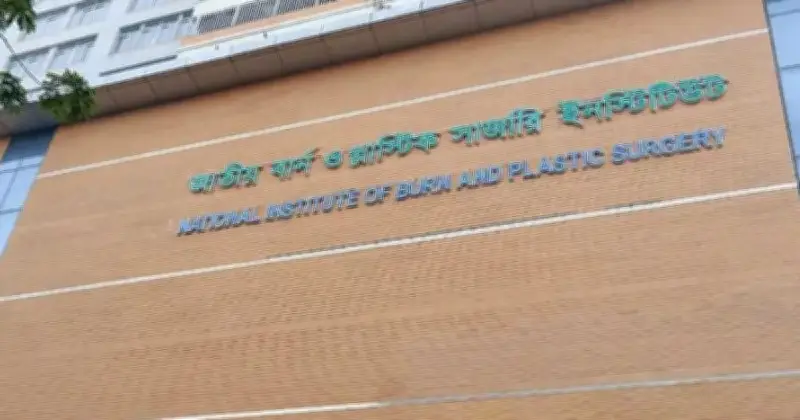 জাতীয় বার্ন ও প্লাস্টিক সার্জারি ইনস্টিটিউট
NATIONAL INSTITUTE OF BURN AND PLASTIC SURGERY